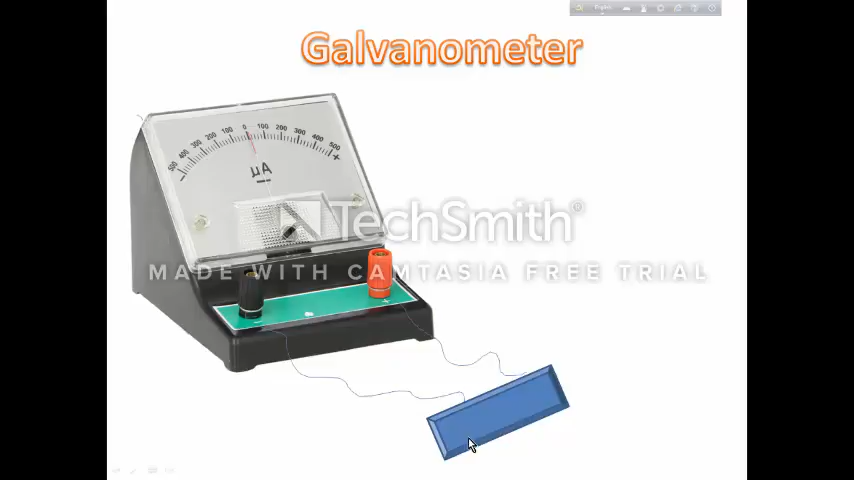 English
Galvanometer
500 400 300 200 100 0 100 200 300 400 500
- +
µA
TechSmith®
MADE WITH CAMTASIA FREE TRIAL
- +